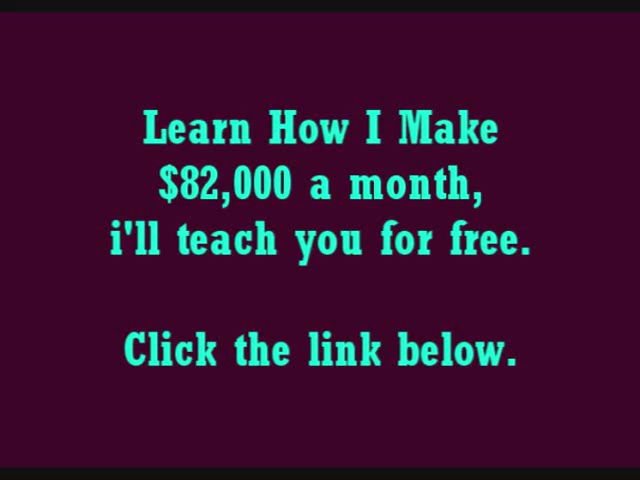 Learn How I Make
$82,000 a month,
i'll teach you for free.
Click the link below.